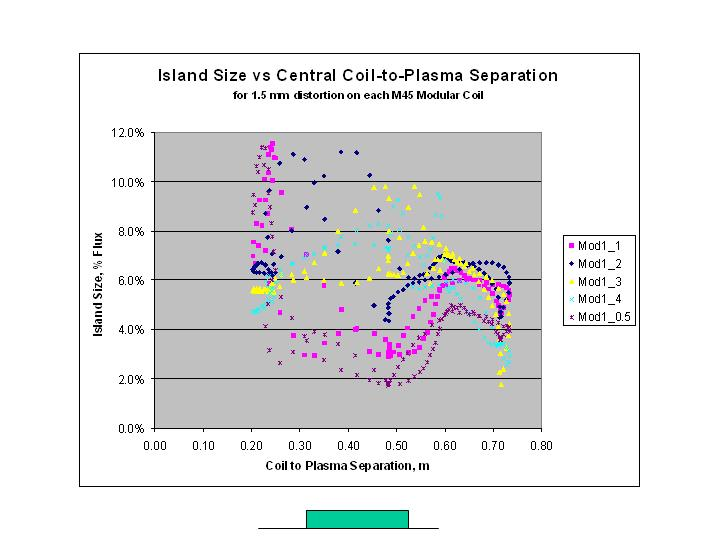 Island Size vs Central Coil-to-Plasma Separation
for 1.5 mm distortion on each M45 Modular Coil
12.0%
10.0%
8.0%
6.0%
4.0%
2.0%
0.0%
Island Size, % Flux
0.00 0.10 0.20 0.30 0.40 0.50 0.60 0.70 0.80
Coil to Plasma Separation, m
Mod1_1
Mod1_2
Mod1_3
Mod1_4
Mod1_0.5